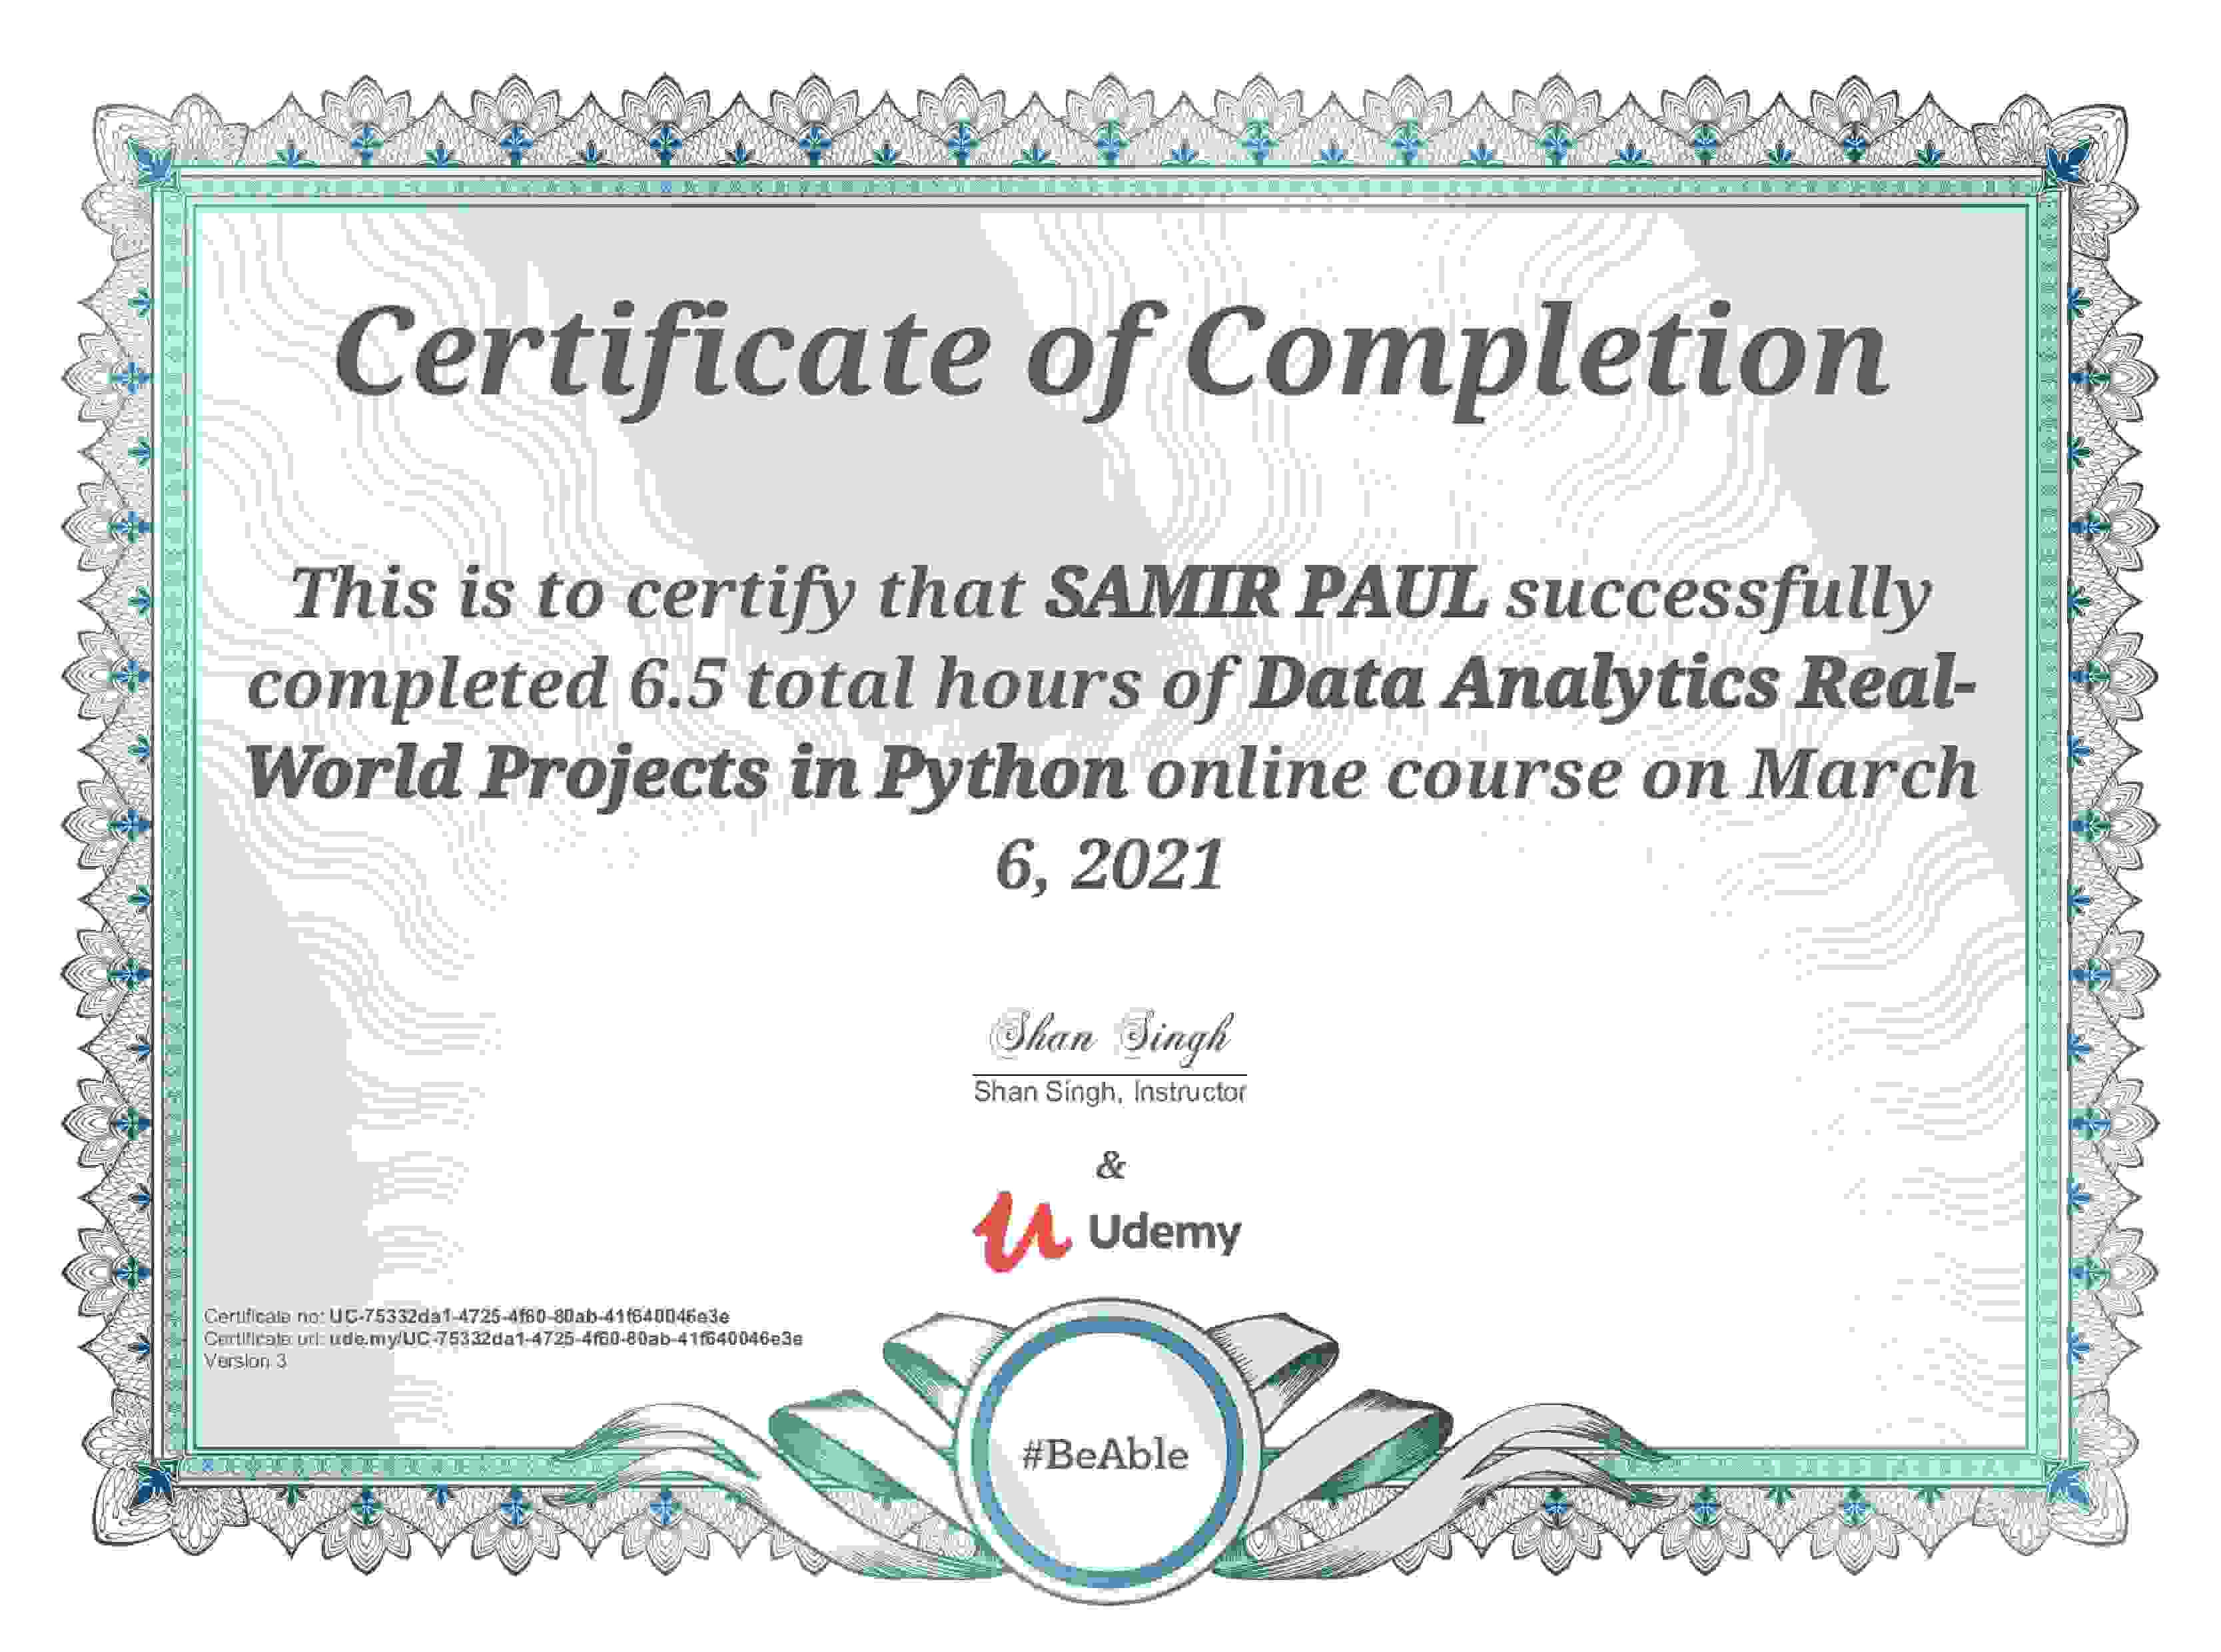 Certificate of Completion
This is to certify that SAMIR PAUL successfully
completed 6.5 total hours of Data Analytics Real-
World Projects in Python online course on March
6, 2021
Shan Singh
Shan Singh, Instructor
&
Udemy
Certificate no: UC-75332da1-4725-4f60-80ab-41f640046e3e
Certificate url: ude.my/UC-75332da1-4725-4f60-80ab-41f640046e3e
Version 3
#BeAble